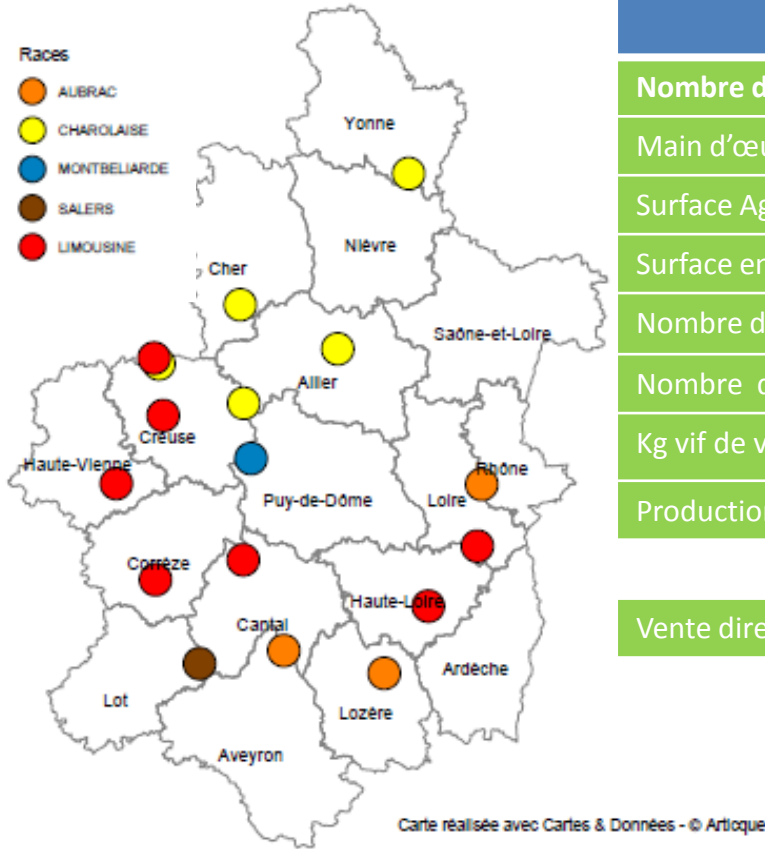 Races
AUBRAC
CHAROLAISE
MONTBELIARDE
SALERS
LIMOUSINE
Yonne
Nièvre
Cher
Saône-et-Loire
Allier
Creuse
Haute-Vienne
Rhône
Puy-de-Dôme
Loire
Corrèze
Haute-Loire
Cantal
Ardèche
Lot
Lozère
Aveyron
Carte réalisée avec Cartes & Données - © Articque
Nombre d
Main d’œu
Surface Ag
Surface en
Nombre d
Nombre d
Kg vif de v
Production
Vente dire